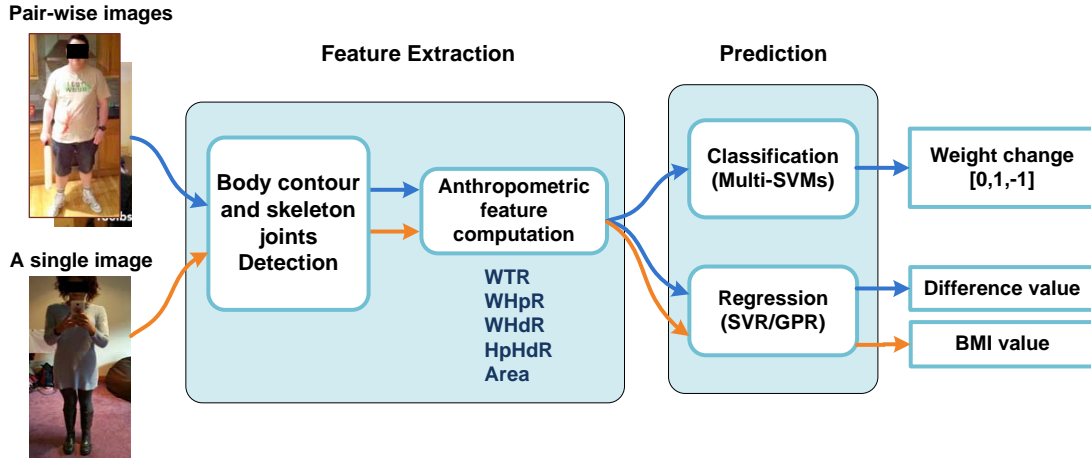 Pair-wise images
Feature Extraction
Prediction
Body contour
and skeleton
joints
Detection
Anthropometric
feature
computation
WTR
WHpR
WHdR
HpHdR
Area
Classification
(Multi-SVMs)
Weight change
[0,1,-1]
A single image
Regression
(SVR/GPR)
Difference value
BMI value